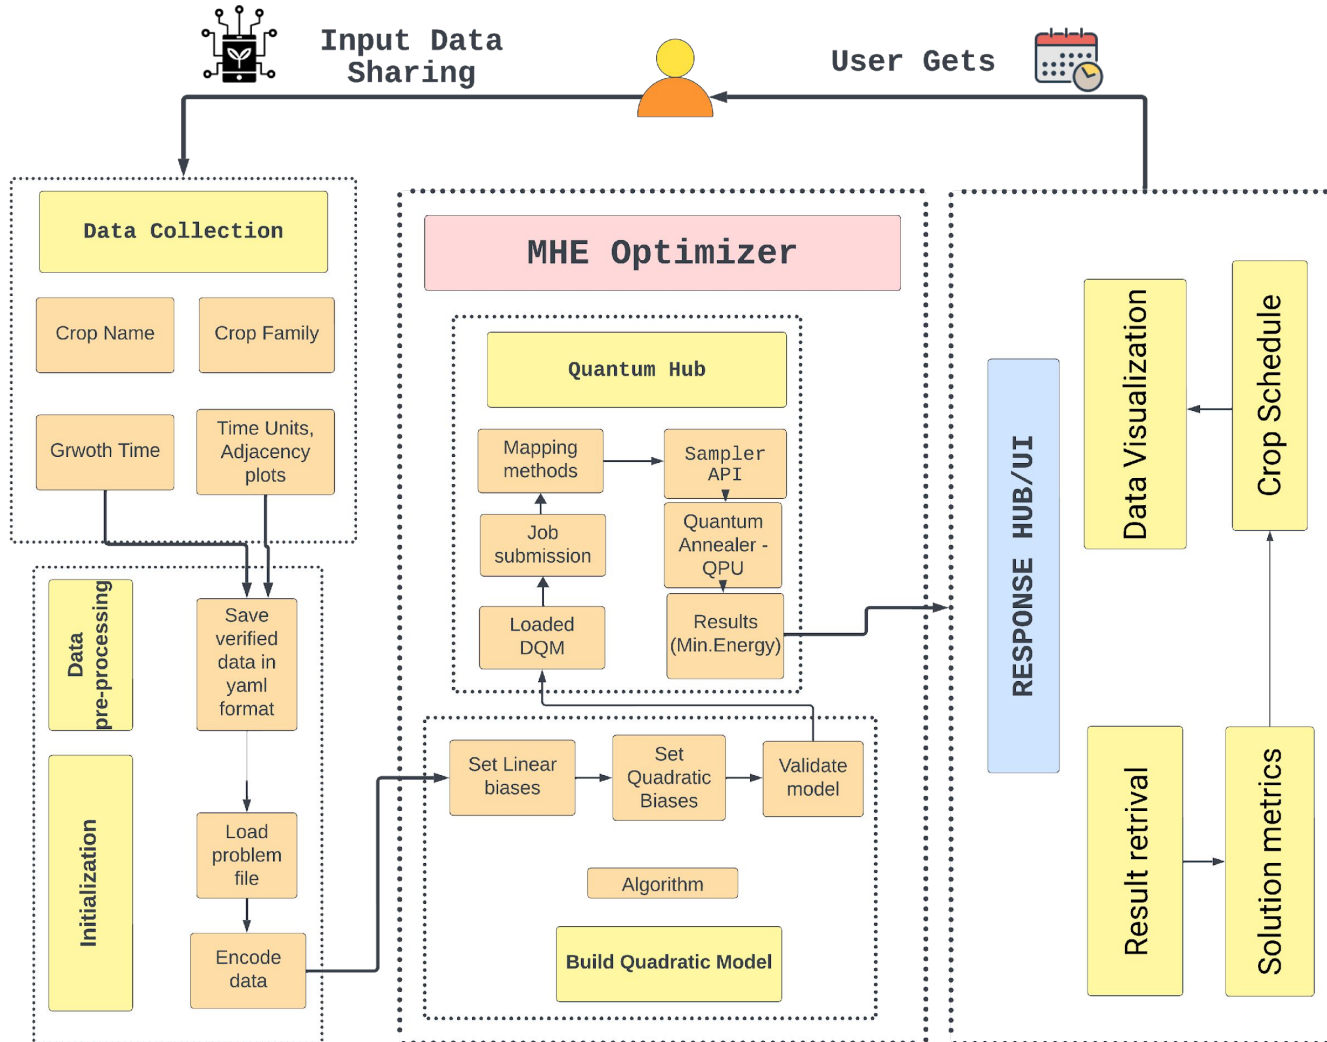 Input Data
Sharing
User Gets
Data Collection
Crop Name
Crop Family
Grwoth Time
Time Units,
Adjacency
plots
Data
pre-processing
Save
verified
data in
yaml
format
Initialization
Load
problem
file
Encode
data
MHE Optimizer
Quantum Hub
Mapping
methods
Sampler
API
Job
submission
Quantum
Annealer -
QPU
Loaded
DQM
Results
(Min.Energy)
Set Linear
biases
Set
Quadratic
Biases
Validate
model
Algorithm
Build Quadratic Model
RESPONSE HUB/UI
Data Visualization
Crop Schedule
Result retrival
Solution metrics